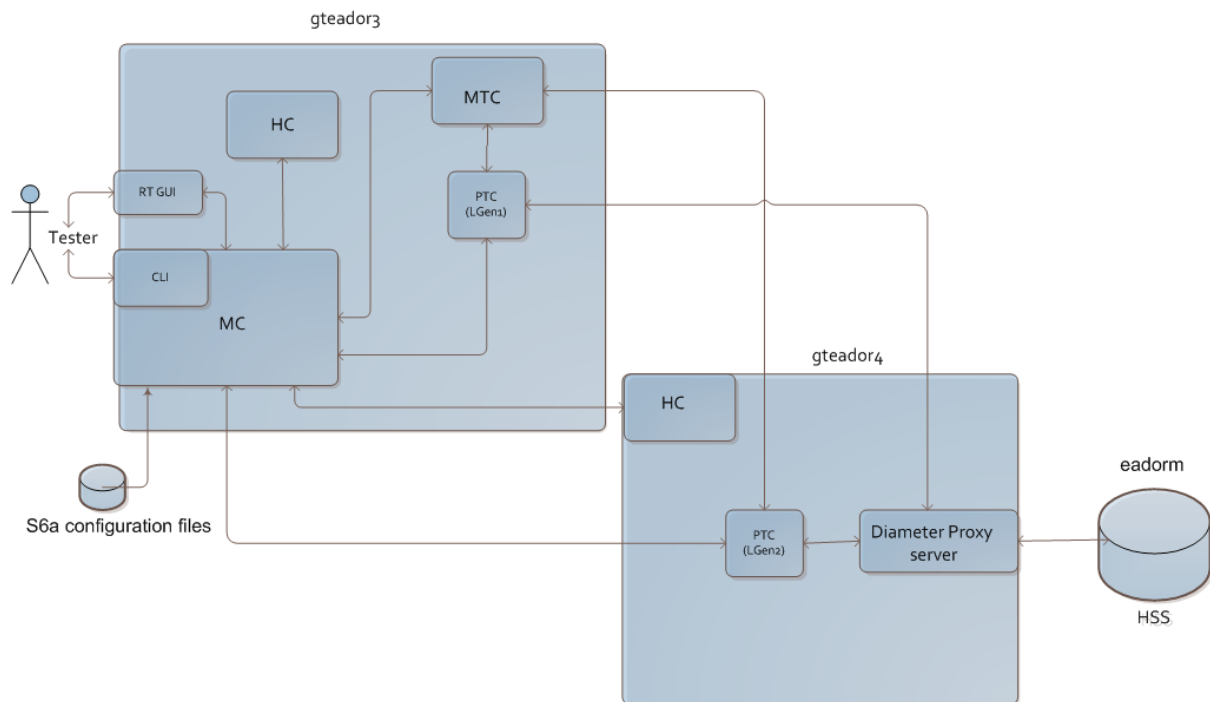 gteador3
MTC
HC
RT GUI
PTC
(LGen1)
Tester
CLI
MC
gteador4
HC
S6a configuration files
eadorm
PTC
(LGen2)
Diameter Proxy
server
HSS